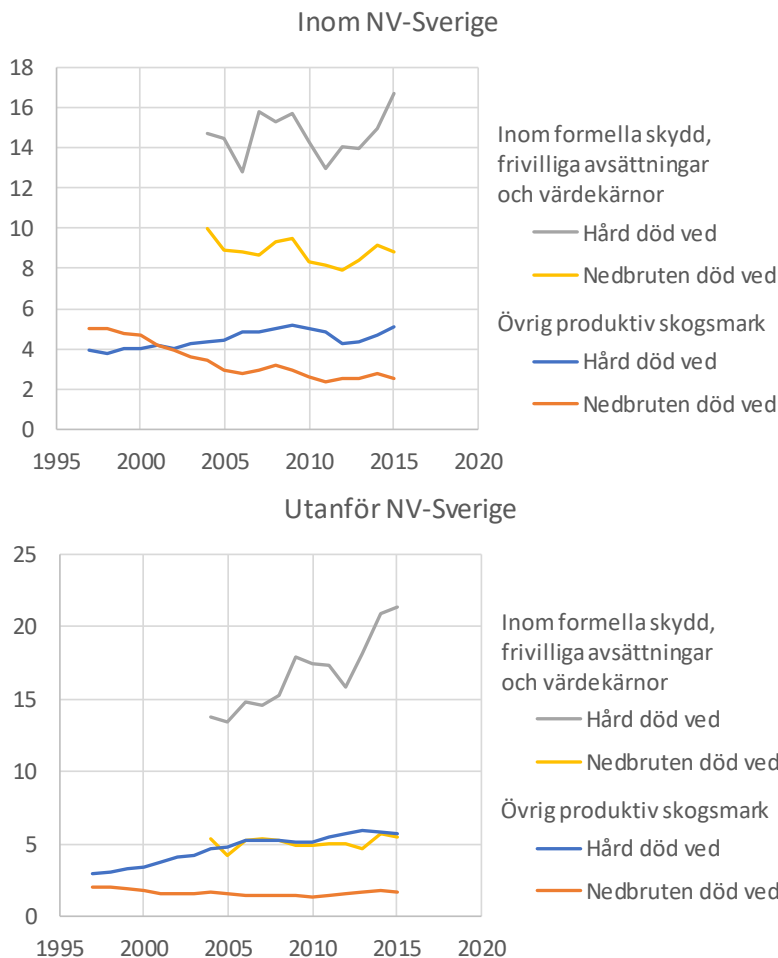 Inom NV-Sverige
18
16
14
12
10
8
6
4
2
0
1995 2000 2005 2010 2015 2020
Inom formella skydd,
frivilliga avsättningar
och värdekärnor
Hård död ved
Nedbruten död ved
Övrig produktiv skogsmark
Hård död ved
Nedbruten död ved
Utanför NV-Sverige
25
20
15
10
5
0
1995 2000 2005 2010 2015 2020
Inom formella skydd,
frivilliga avsättningar
och värdekärnor
Hård död ved
Nedbruten död ved
Övrig produktiv skogsmark
Hård död ved
Nedbruten död ved